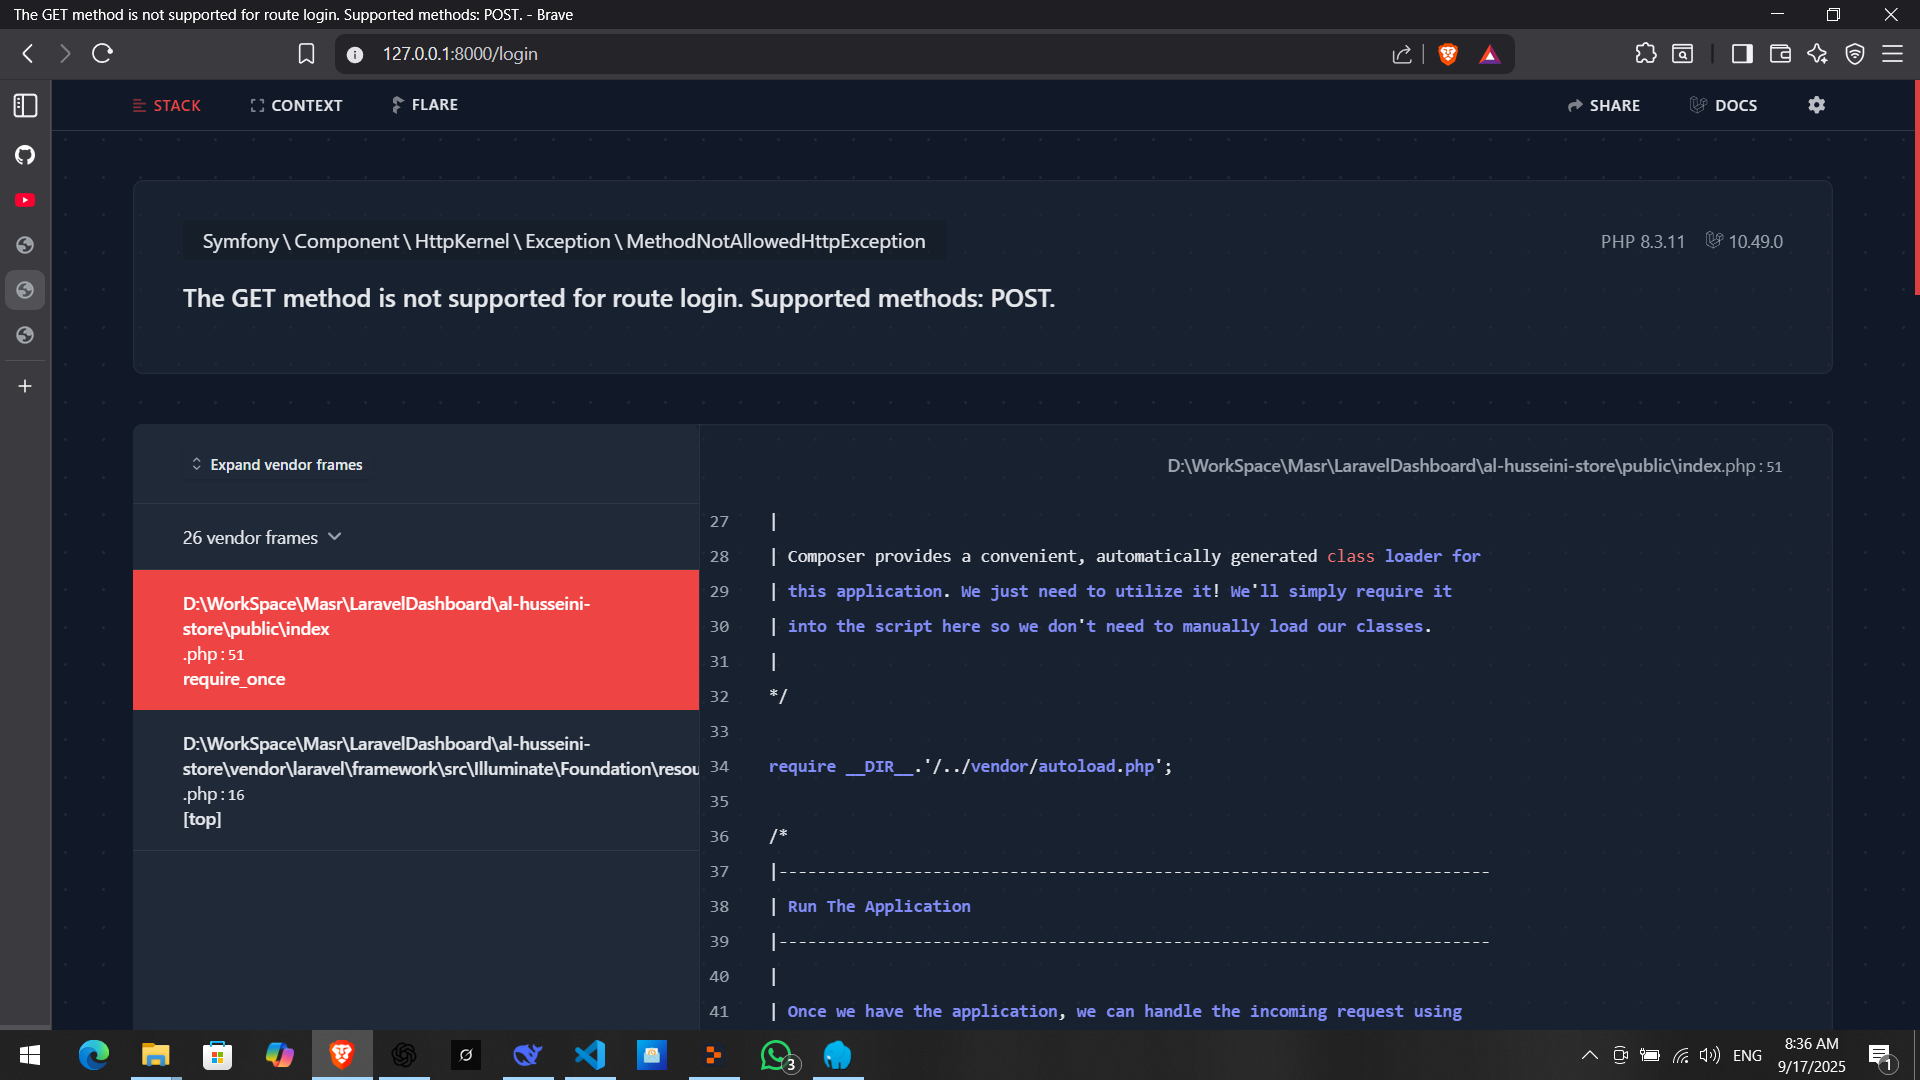 The GET method is not supported for route login. Supported methods: POST. - Brave
127.0.0.1:8000/login
STACK
CONTEXT
FLARE
SHARE
DOCS
Symfony\Component\HttpKernel\Exception\MethodNotAllowedHttpException
PHP 8.3.11
10.49.0
The GET method is not supported for route login. Supported methods: POST.
Expand vendor frames
26 vendor frames
D:\WorkSpace\Masr\LaravelDashboard\al-husseini-
store\public\index
.php:51
require_once
D:\WorkSpace\Masr\LaravelDashboard\al-husseini-
store\vendor\laravel\framework\src\Illuminate\Foundation\resou
.php:16
[top]
D:\WorkSpace\Masr\LaravelDashboard\al-husseini-store\public\index.php:51
27 |
28 | Composer provides a convenient, automatically generated class loader for
29 | this application. We just need to utilize it! We'll simply require it
30 | into the script here so we don't need to manually load our classes.
31 |
32 */
33
34 require __DIR__.'/../vendor/autoload.php';
35
36 /*
37 |--------------------------------------------------------------------------
38 | Run The Application
39 |--------------------------------------------------------------------------
40 |
41 | Once we have the application, we can handle the incoming request using
3
ENG
8:36 AM
9/17/2025
1